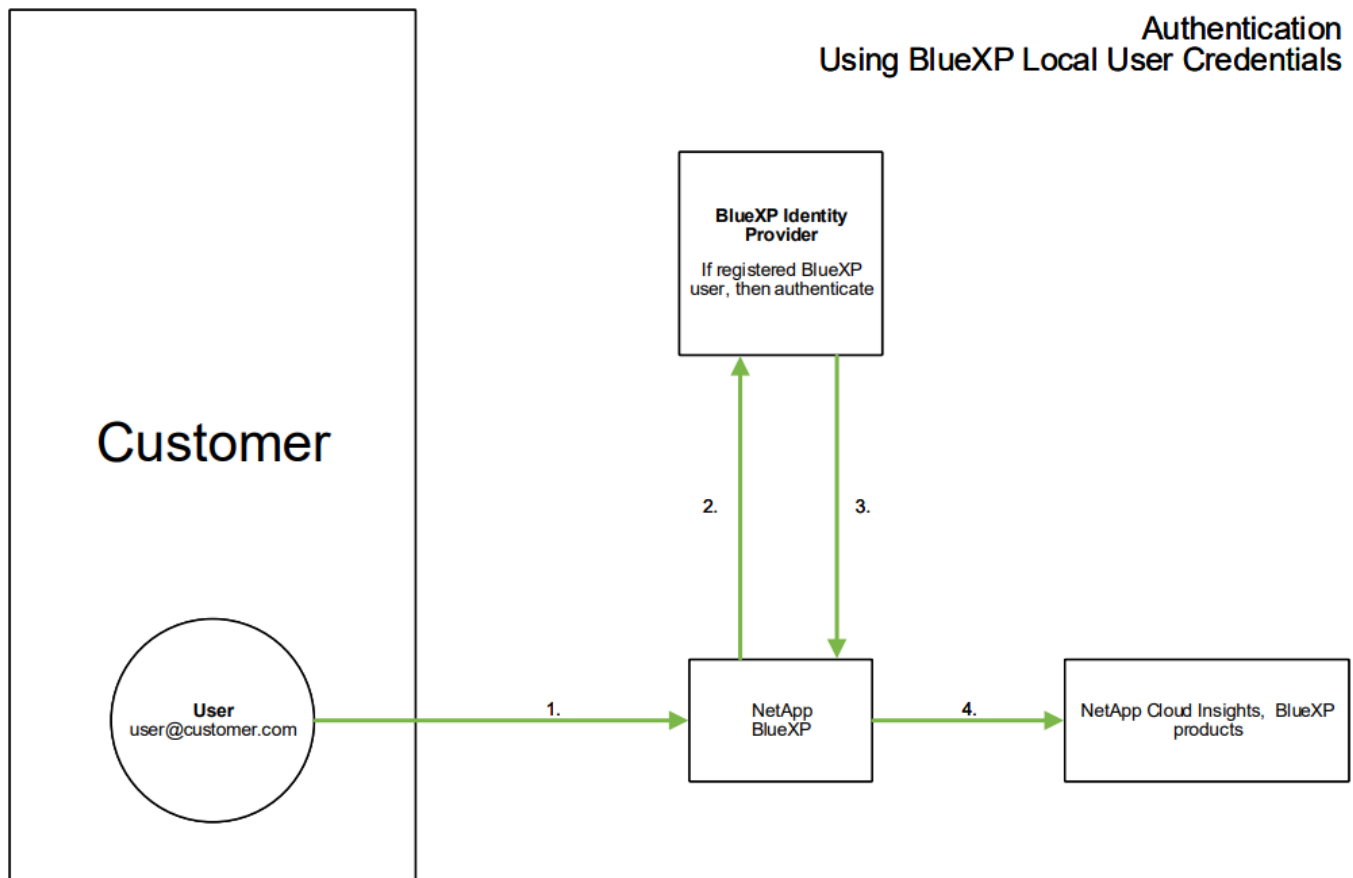 Authentication
Using BlueXP Local User Credentials
BlueXP Identity
Provider
If registered BlueXP
user, then authenticate
Customer
2.
3.
User
user@customer.com
1.
NetApp
BlueXP
4.
NetApp Cloud Insights,  BlueXP
products